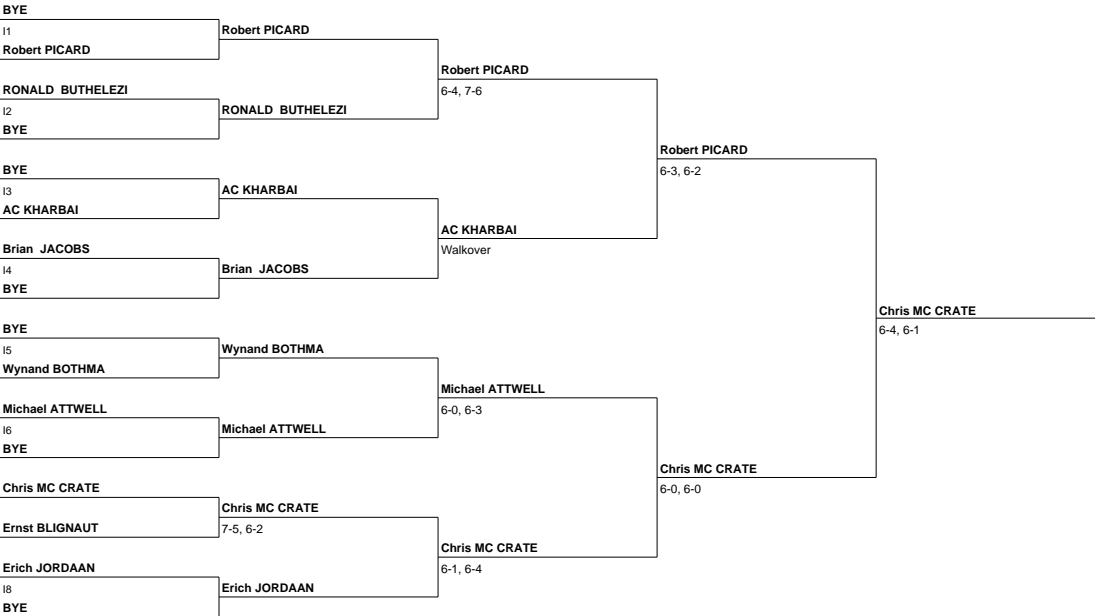 BYE
I1
Robert PICARD
RONALD BUTHELEZI
I2
BYE
BYE
I3
AC KHARBAI
Brian JACOBS
I4
BYE
BYE
I5
Wynand BOTHMA
Michael ATTWELL
I6
BYE
Chris MC CRATE
Ernst BLIGNAUT
Erich JORDAAN
I8
BYE
Robert PICARD
RONALD BUTHELEZI
AC KHARBAI
Brian JACOBS
Wynand BOTHMA
Michael ATTWELL
Chris MC CRATE
7-5, 6-2
Erich JORDAAN
Robert PICARD
6-4, 7-6
AC KHARBAI
Walkover
Michael ATTWELL
6-0, 6-3
Chris MC CRATE
6-1, 6-4
Robert PICARD
6-3, 6-2
Chris MC CRATE
6-0, 6-0
Chris MC CRATE
6-4, 6-1